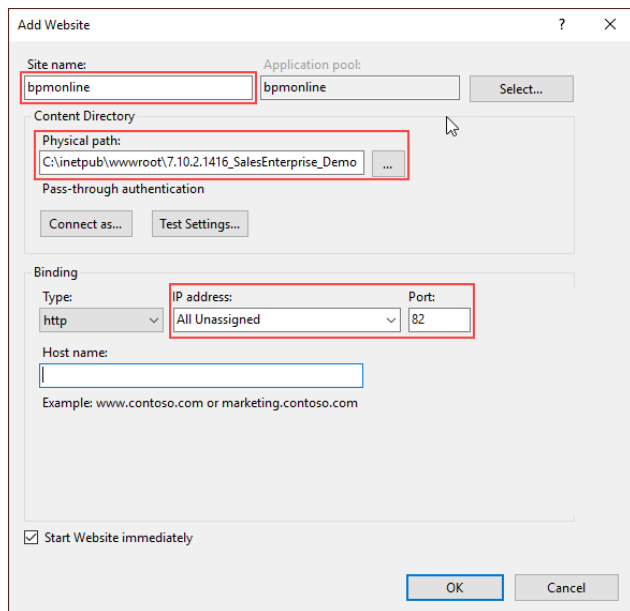 Add Website
?
Site name:
Application pool:
bpmonline
bpmonline
Select...
Content Directory
Physical path:
C:\inetpub\wwwroot\7.10.2.1416_SalesEnterprise_Demo
...
Pass-through authentication
Connect as...
Test Settings...
Binding
Type:
IP address:
Port:
http
All Unassigned
82
Host name:
Example: www.contoso.com or marketing.contoso.com
Start Website immediately
OK
Cancel